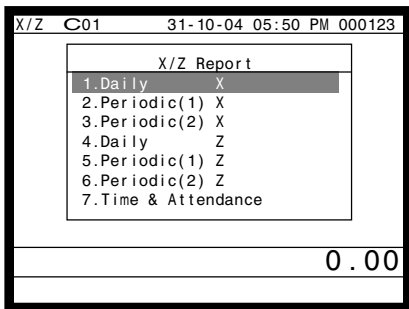 X/Z C01 31-10-04 05:50 PM 000123
X/Z Report
1.Daily X
2.Periodic(1) X
3.Periodic(2) X
4.Daily Z
5.Periodic(1) Z
6.Periodic(2) Z
7.Time & Attendance
0.00